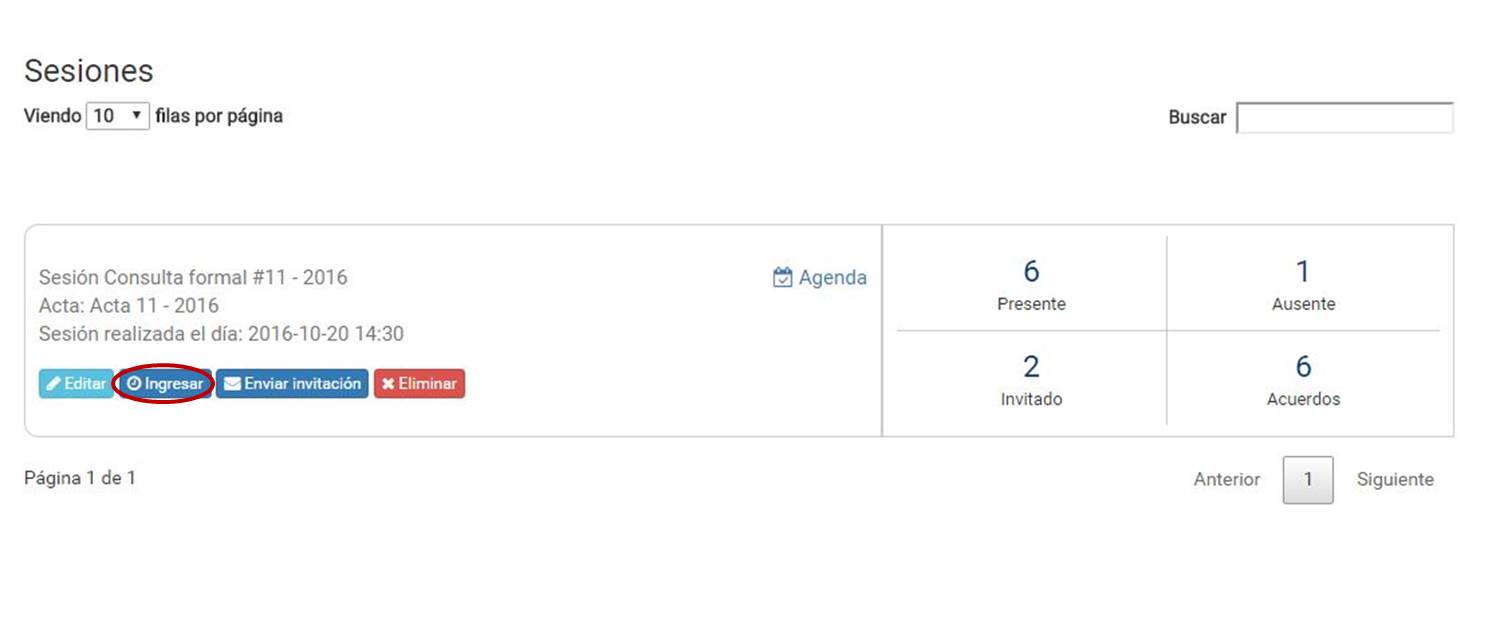 Sesiones
Viendo 10 filas por página
Buscar
Sesión Consulta formal #11 - 2016
Agenda
Acta: Acta 11 - 2016
Sesión realizada el día: 2016-10-20 14:30
Editar Ingresar Enviar invitación Eliminar
6
Presente
1
Ausente
2
Invitado
6
Acuerdos
Página 1 de 1
Anterior 1 Siguiente